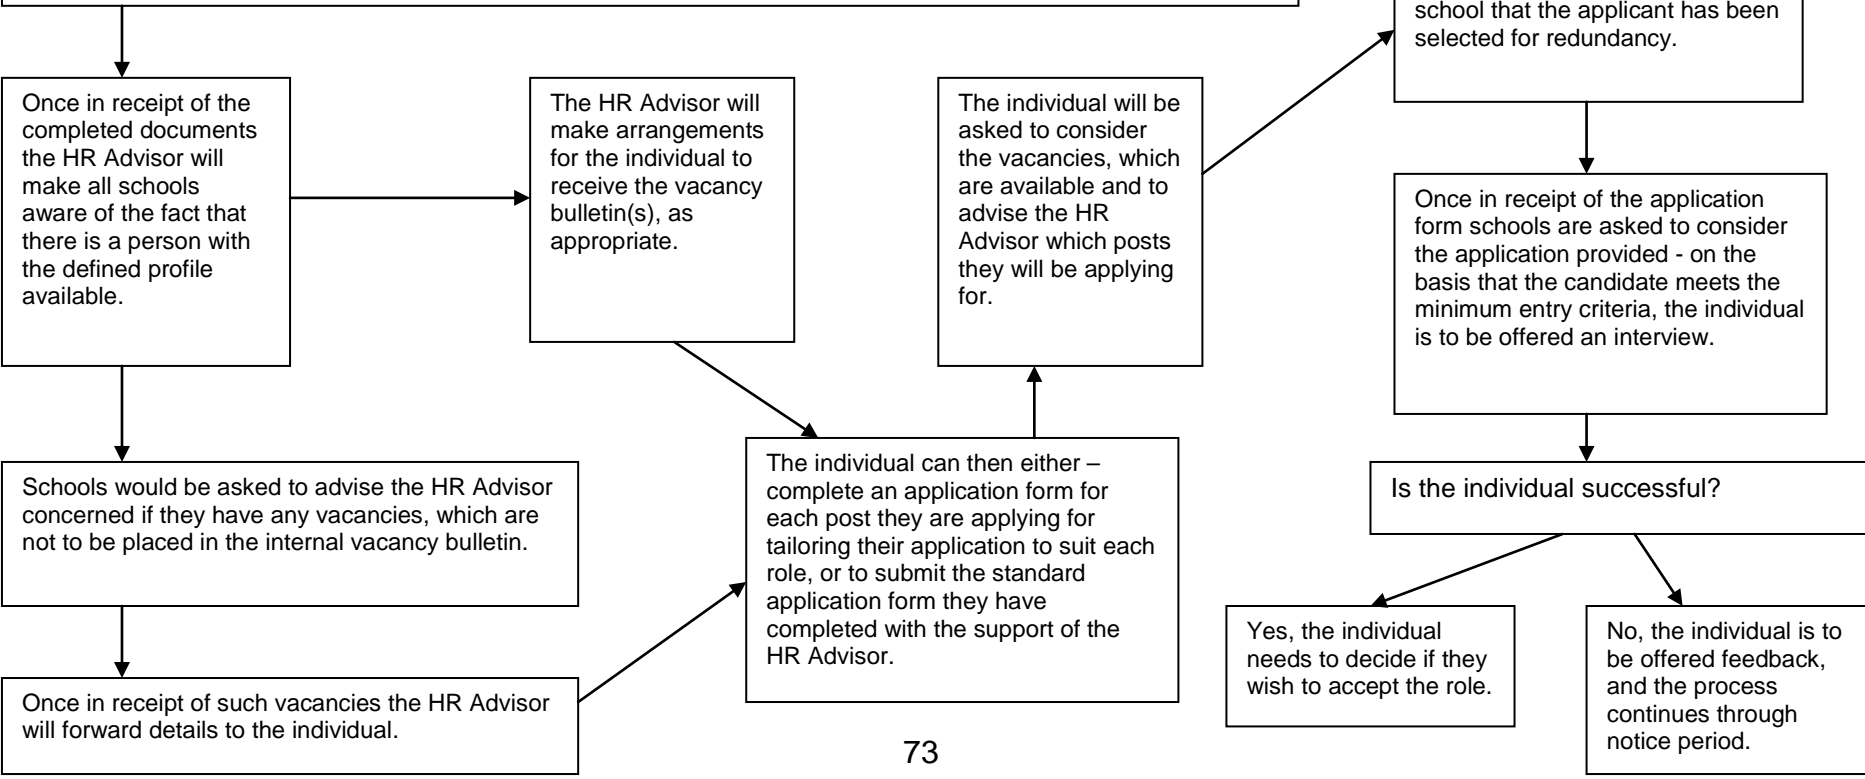 school that the applicant has been
selected for redundancy.
Once in receipt of the
completed documents
the HR Advisor will
make all schools
aware of the fact that
there is a person with
the defined profile
available.
The HR Advisor will
make arrangements
for the individual to
receive the vacancy
bulletin(s), as
appropriate.
The individual will be
asked to consider
the vacancies, which
are available and to
advise the HR
Advisor which posts
they will be applying
for.
Once in receipt of the application
form schools are asked to consider
the application provided - on the
basis that the candidate meets the
minimum entry criteria, the individual
is to be offered an interview.
Schools would be asked to advise the HR Advisor
concerned if they have any vacancies, which are
not to be placed in the internal vacancy bulletin.
The individual can then either –
complete an application form for
each post they are applying for
tailoring their application to suit each
role, or to submit the standard
application form they have
completed with the support of the
HR Advisor.
Is the individual successful?
Once in receipt of such vacancies the HR Advisor
will forward details to the individual.
Yes, the individual
needs to decide if they
wish to accept the role.
No, the individual is to
be offered feedback,
and the process
continues through
notice period.
73